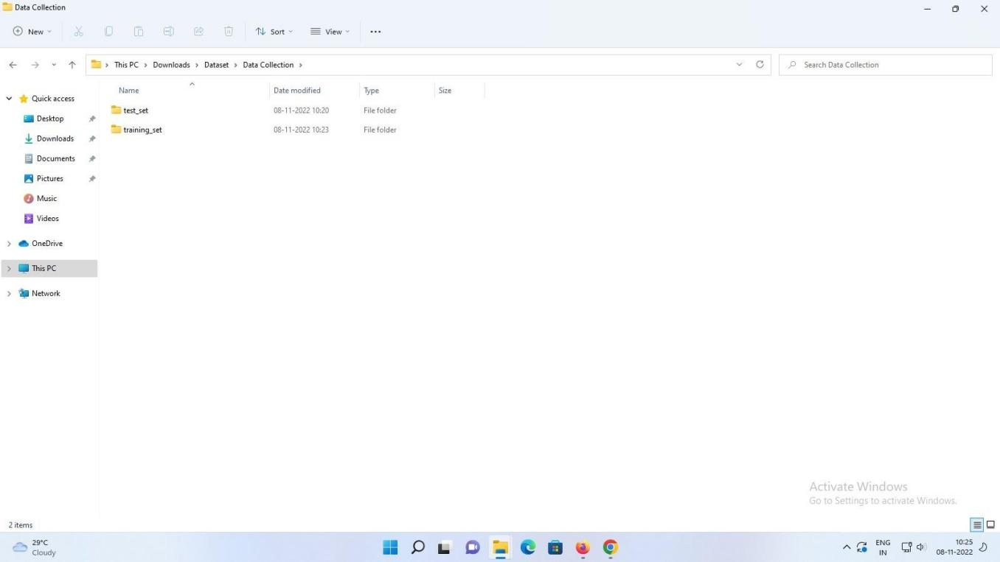 Data Collection
New
Sort
View
This PC > Downloads > Dataset > Data Collection >
Search Data Collection
Name Date modified Type Size
test_set 08-11-2022 10:20 File folder
training_set 08-11-2022 10:23 File folder
Quick access
Desktop
Downloads
Documents
Pictures
Music
Videos
OneDrive
This PC
Network
Activate Windows
Go to Settings to activate Windows.
2 items
29°C
Cloudy
ENG
IN
10:25
08-11-2022